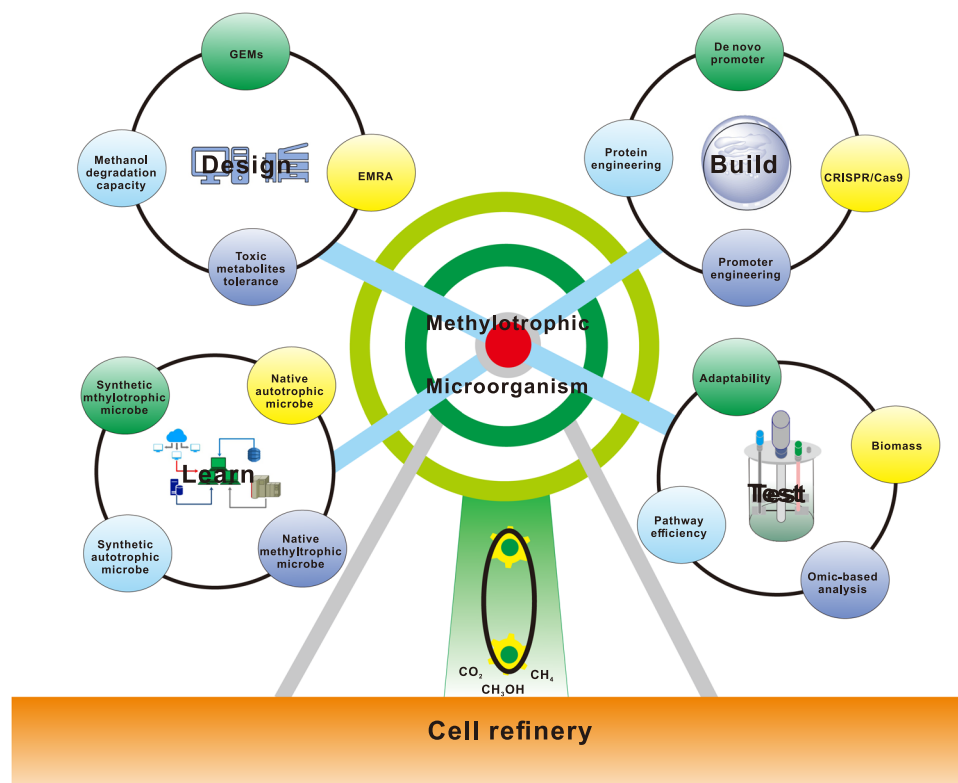 GEMs
Methanol
degradation
capacity
Design
EMRA
Toxic
metabolites
tolerance
De novo
promoter
Protein
engineering
Build
CRISPR/Cas9
Promoter
engineering
Methylotrophic
Microorganism
Synthetic
mthylotrophic
microbe
Native
autotrophic
microbe
Learn
Synthetic
autotrophic
microbe
Native
methyltrophic
microbe
Adaptability
Biomass
Test
Pathway
efficiency
Omic-based
analysis
CO₂
CH₄
CH₃OH
Cell refinery